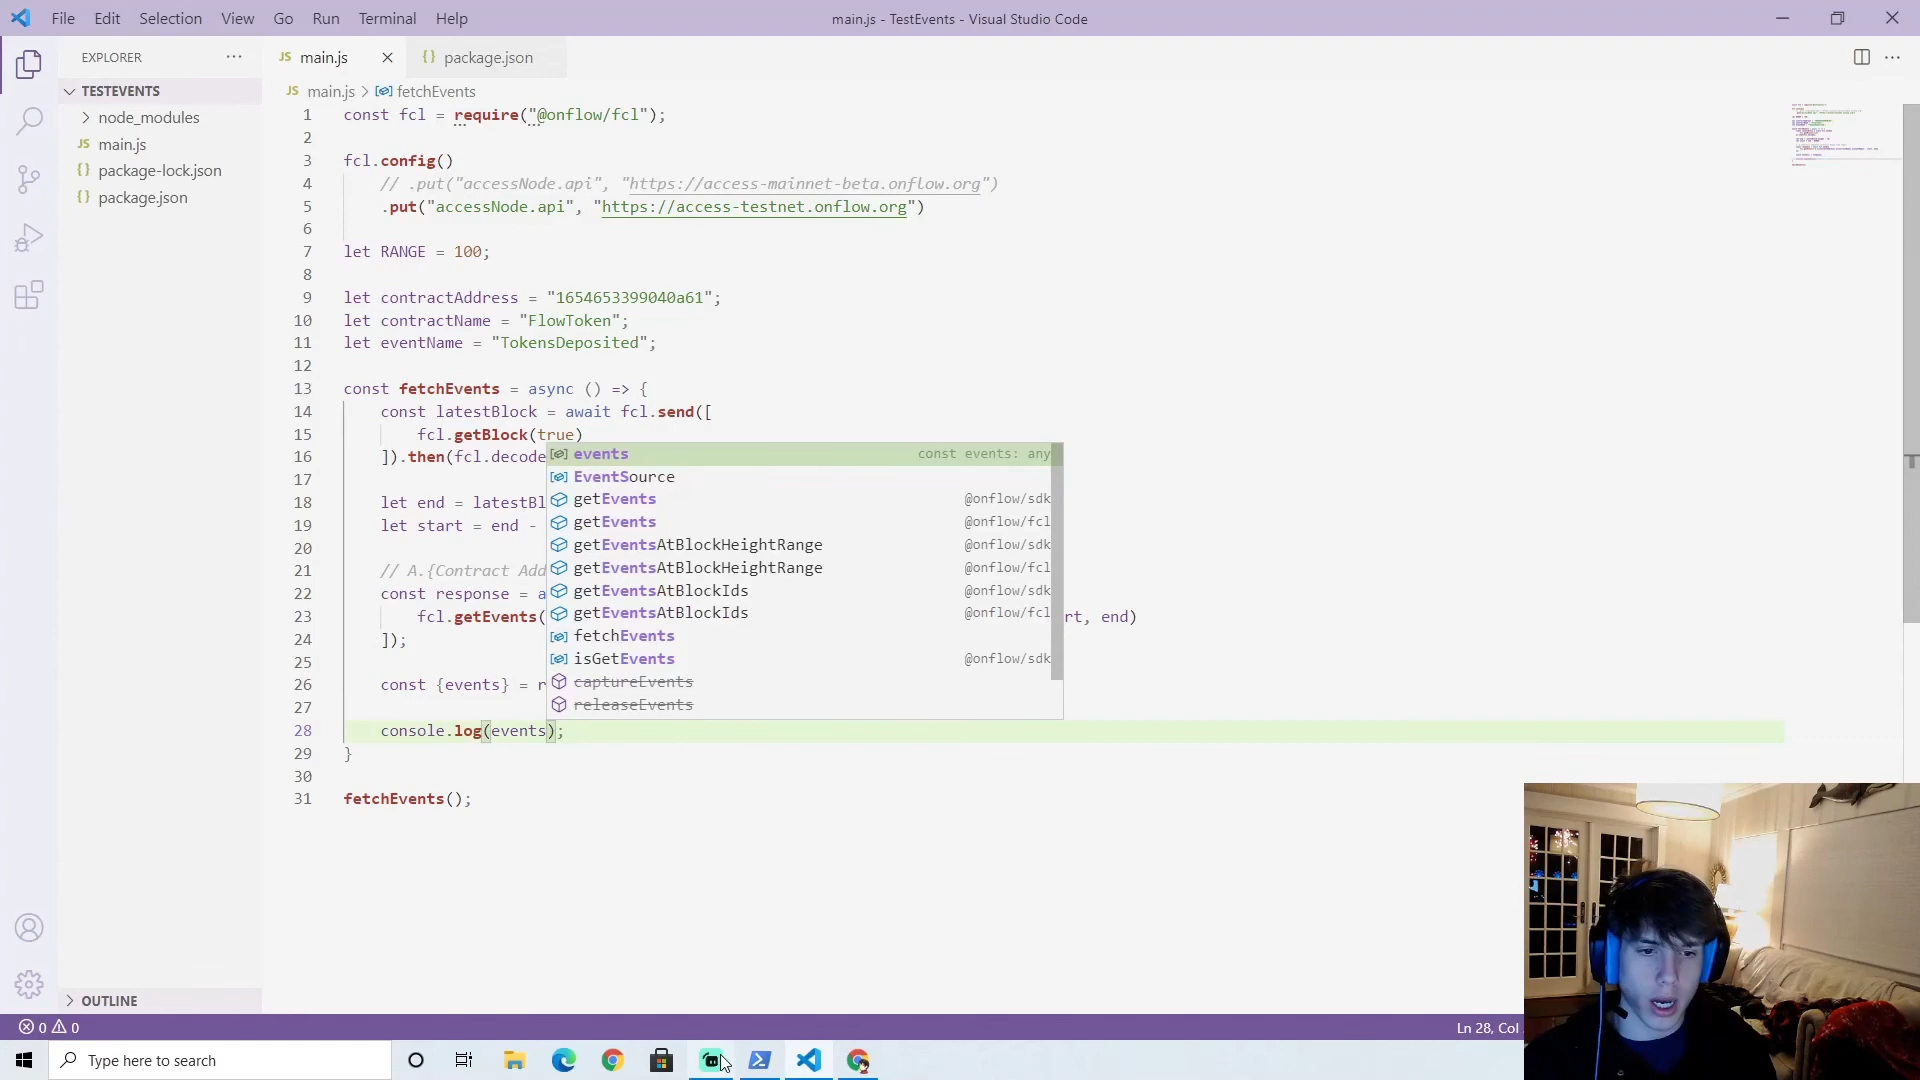 File Edit Selection View Go Run Terminal Help
main.js - TestEvents - Visual Studio Code
EXPLORER ···
JS main.js
{} package.json
TESTEVENTS
JS main.js > fetchEvents
node_modules
JS main.js
{} package-lock.json
{} package.json
1 const fcl = require("@onflow/fcl");
2
3 fcl.config()
4 // .put("accessNode.api", "https://access-mainnet-beta.onflow.org")
5 .put("accessNode.api", "https://access-testnet.onflow.org")
6
7 let RANGE = 100;
8
9 let contractAddress = "1654653399040a61";
10 let contractName = "FlowToken";
11 let eventName = "TokensDeposited";
12
13 const fetchEvents = async () => {
14 const latestBlock = await fcl.send([
15 fcl.getBlock(true)
16 ]).then(fcl.decode
17
18 let end = latestBl
19 let start = end -
20
21 // A.{Contract Add
22 const response = a
23 fcl.getEvents( rt, end)
24 ]);
25
26 const {events} = r
27
28 console.log(events);
29 }
30
31 fetchEvents();
events const events: any
EventSource
getEvents @onflow/sdk
getEvents @onflow/fcl
getEventsAtBlockHeightRange @onflow/sdk
getEventsAtBlockHeightRange @onflow/fcl
getEventsAtBlockIds @onflow/sdk
getEventsAtBlockIds @onflow/fcl
fetchEvents
isGetEvents @onflow/sdk
captureEvents
releaseEvents
OUTLINE
0 0
Ln 28, Col
Type here to search